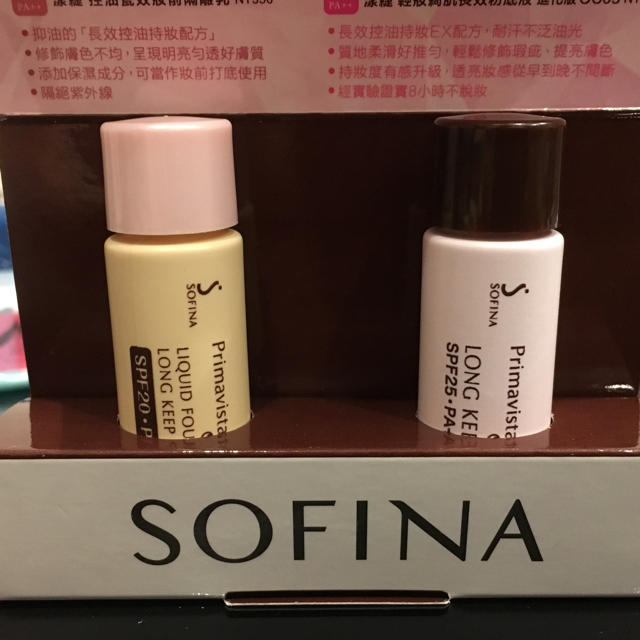 PA++
PA++
•抑油的「長效控油持妝配方」
•修飾膚色不均，呈現明亮勻透好膚質
•添加保濕成分，可當作妝前打底使用
•隔絕紫外線
•長效控油持妝EX配方，耐汗不泛油光
•質地柔滑好推勻，輕鬆修飾瑕疵、提亮膚色
•持妝度有感升級，透亮妝感從早到晚不間斷
•經實驗證實8小時不脫妝
SOFINA
Primavista
LIQUID FOU
LONG KEEP
SPF20•P
SOFINA
Primavista
LONG KEE
SPF25•PA+
SOFINA